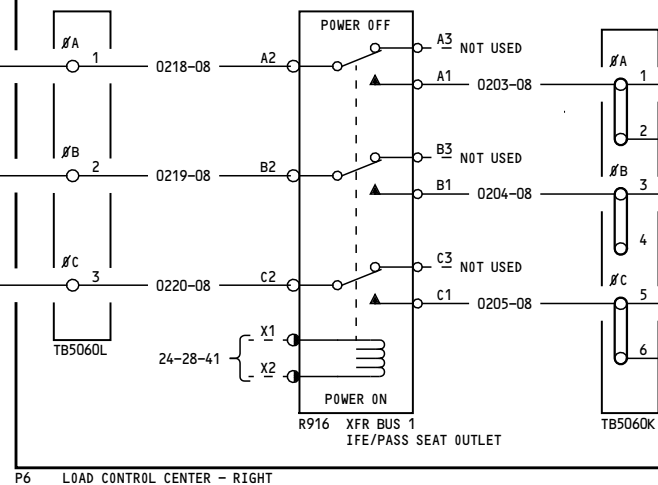 POWER OFF
ØA
1
0218-08
A2
A3
NOT USED
A1
0203-08
ØA
1
2
ØB
2
0219-08
B2
B3
NOT USED
B1
0204-08
ØB
3
4
ØC
3
0220-08
C2
C3
NOT USED
C1
0205-08
ØC
5
6
TB5060L
24-28-41
X1
X2
POWER ON
R916 XFR BUS 1
IFE/PASS SEAT OUTLET
TB5060K
P6 LOAD CONTROL CENTER - RIGHT